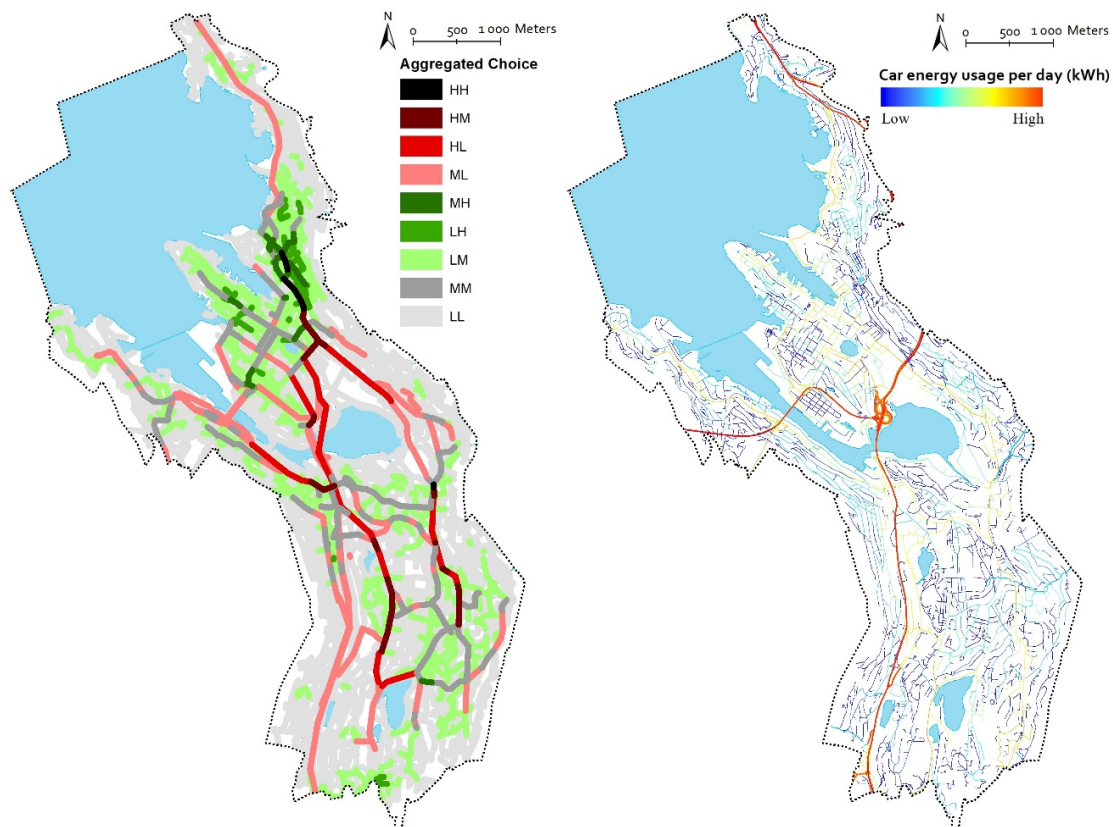 N
0 500 1 000 Meters
Aggregated Choice
HH
HM
HL
ML
MH
LH
LM
MM
LL
N
0 500 1 000 Meters
Car energy usage per day (kWh)
Low High